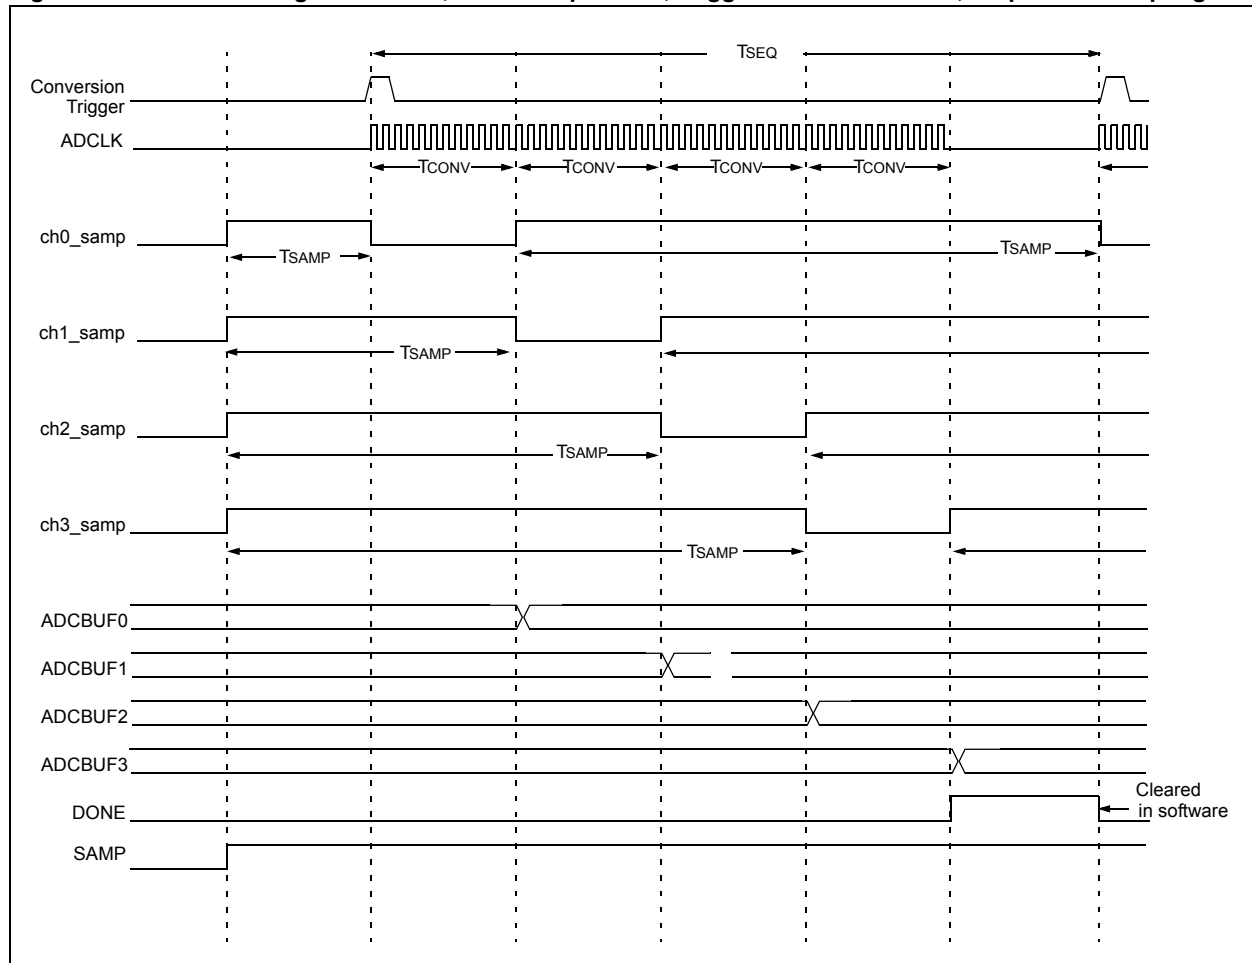 TSEQ
Conversion
Trigger
ADCLK
TCONV TCONV TCONV TCONV
ch0_samp
TSAMP
TSAMP
ch1_samp
TSAMP
ch2_samp
TSAMP
ch3_samp
TSAMP
ADCBUF0
ADCBUF1
ADCBUF2
ADCBUF3
DONE
Cleared
in software
SAMP